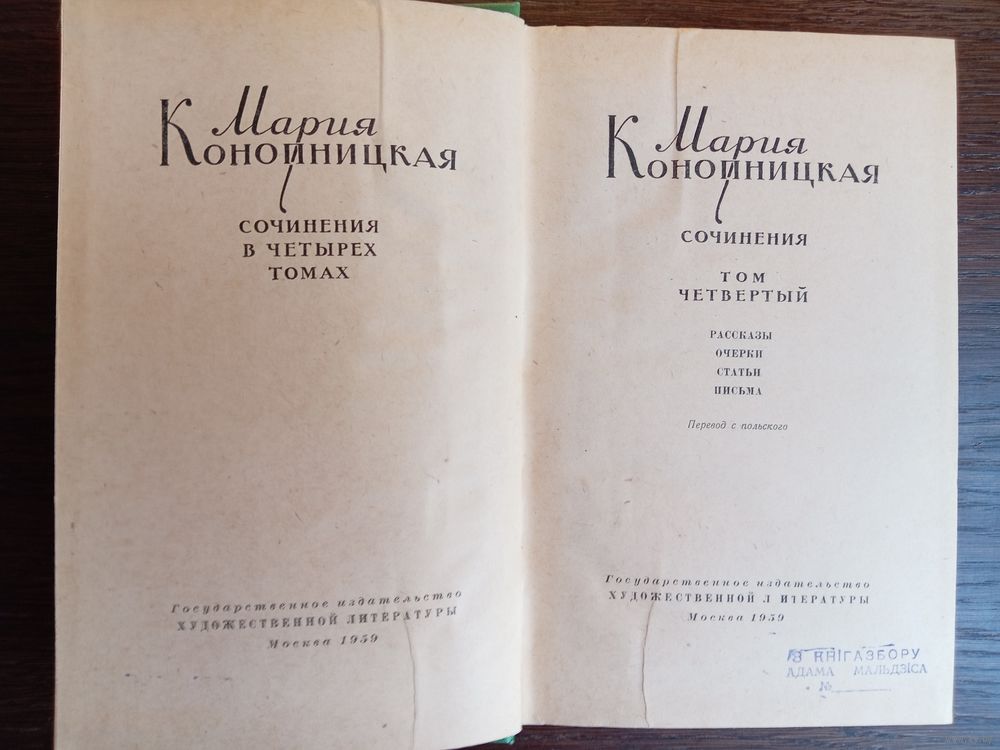 Мария
Конопницкая
СОЧИНЕНИЯ
В ЧЕТЫРЕХ
ТОМАХ
Государственное издательство
ХУДОЖЕСТВЕННОЙ ЛИТЕРАТУРЫ
Москва 1959
Мария
Конопницкая
СОЧИНЕНИЯ
ТОМ
ЧЕТВЕРТЫЙ
РАССКАЗЫ
ОЧЕРКИ
СТАТЬИ
ПИСЬМА
Перевод с польского
Государственное издательство
ХУДОЖЕСТВЕННОЙ ЛИТЕРАТУРЫ
Москва 1959
З КНІГАЗБОРУ
АДАМА МАЛЬДЗІСА
№